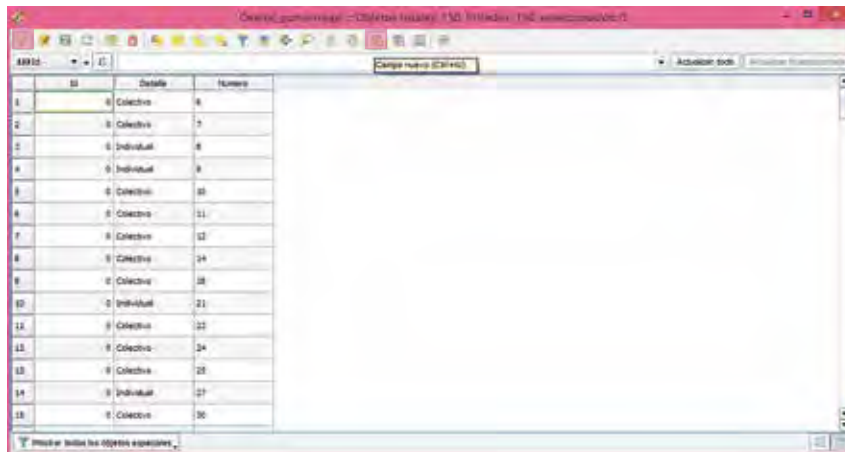 Id
Campo nuevo (Ctrl+W)
Actualizar todo
Id Detalle Numero
1 0 Colectivo 6
2 0 Colectivo 7
3 0 Individual 8
4 0 Individual 9
5 0 Colectivo 10
6 0 Colectivo 11
7 0 Colectivo 12
8 0 Colectivo 14
9 0 Colectivo
10 0 Individual 21
11 0 Colectivo 22
12 0 Colectivo 24
13 0 Colectivo 25
14 0 Individual 27
15 0 Colectivo 30
Mostrar todos los objetos espaciales